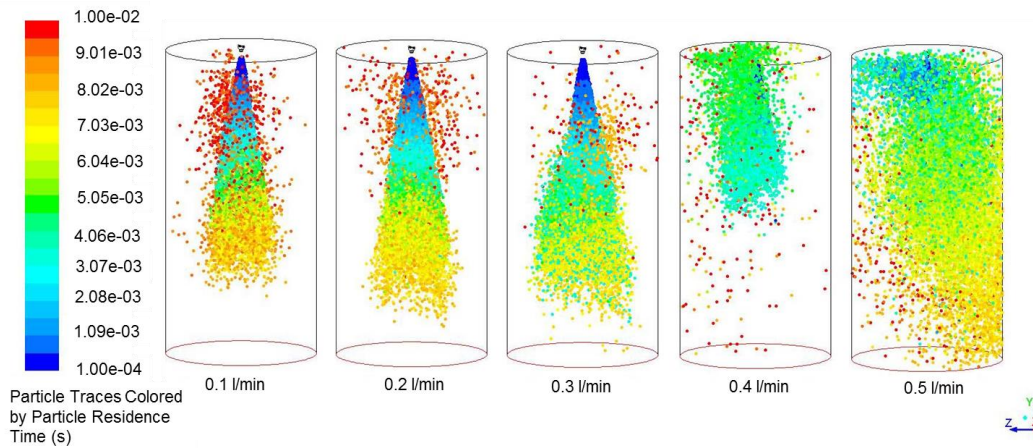 1.00e-02
9.01e-03
8.02e-03
7.03e-03
6.04e-03
5.05e-03
4.06e-03
3.07e-03
2.08e-03
1.09e-03
1.00e-04
Particle Traces Colored
by Particle Residence
Time (s)
0.1 l/min
0.2 l/min
0.3 l/min
0.4 l/min
0.5 l/min
Y
Z